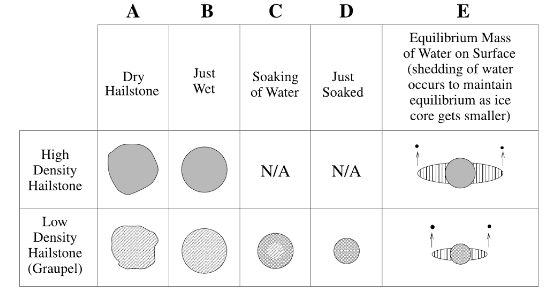 A B C D E
Dry
Hailstone
Just
Wet
Soaking
of Water
Just
Soaked
Equilibrium Mass
of Water on Surface
(shedding of water
occurs to maintain
equilibrium as ice
core gets smaller)
High
Density
Hailstone
N/A N/A
Low
Density
Hailstone
(Graupel)